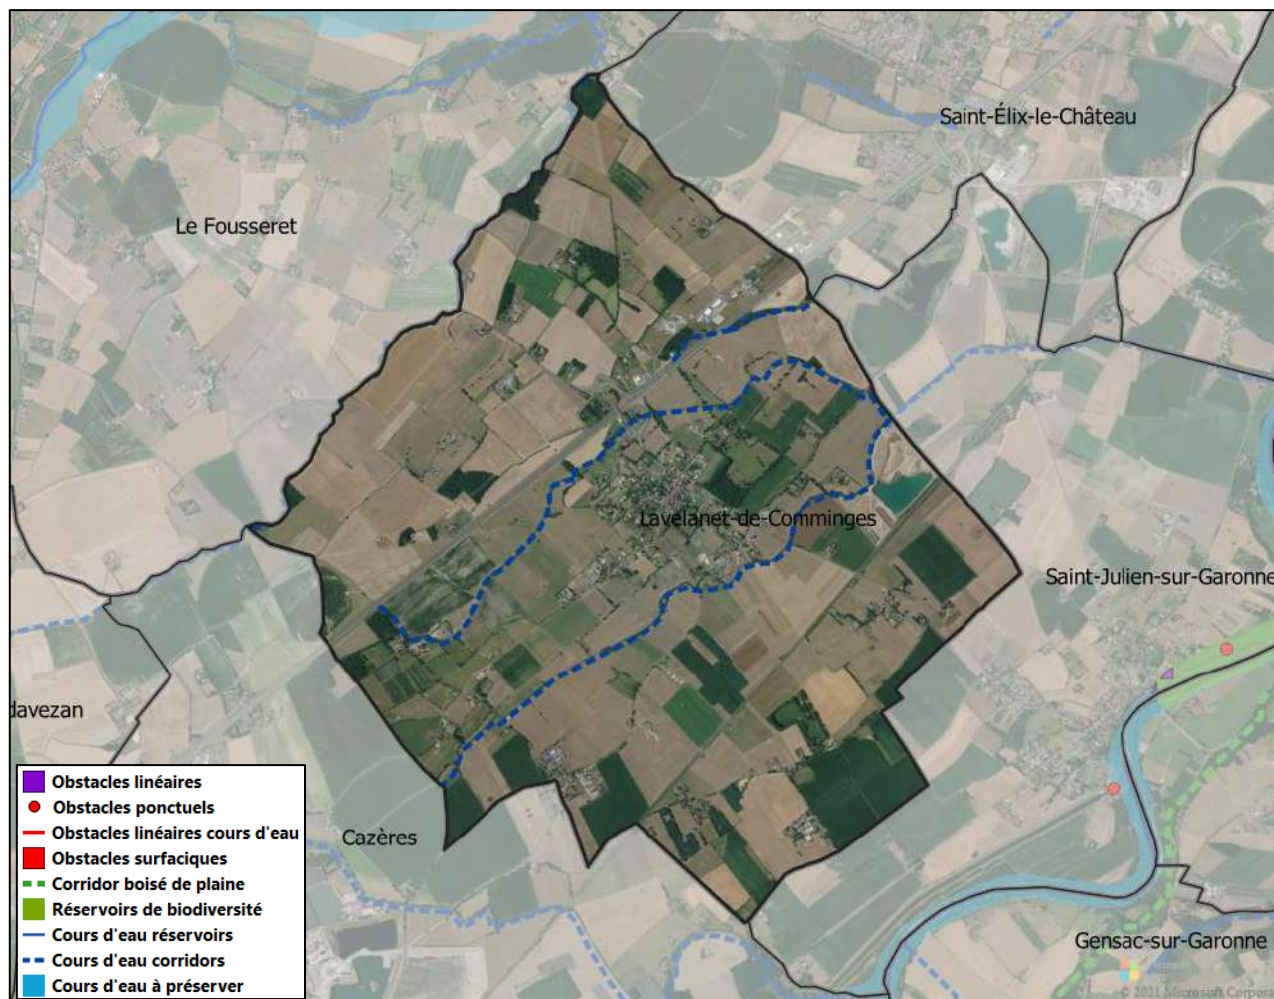 Saint-Élix-le-Château
Le Fousseret
Lavelanet-de-Comminges
Saint-Julien-sur-Garonne
davezan
Cazères
Gensac-sur-Garonne
Obstacles linéaires
Obstacles ponctuels
Obstacles linéaires cours d'eau
Obstacles surfaciques
Corridor boisé de plaine
Réservoirs de biodiversité
Cours d'eau réservoirs
Cours d'eau corridors
Cours d'eau à préserver
© 2021 Microsoft Corpora